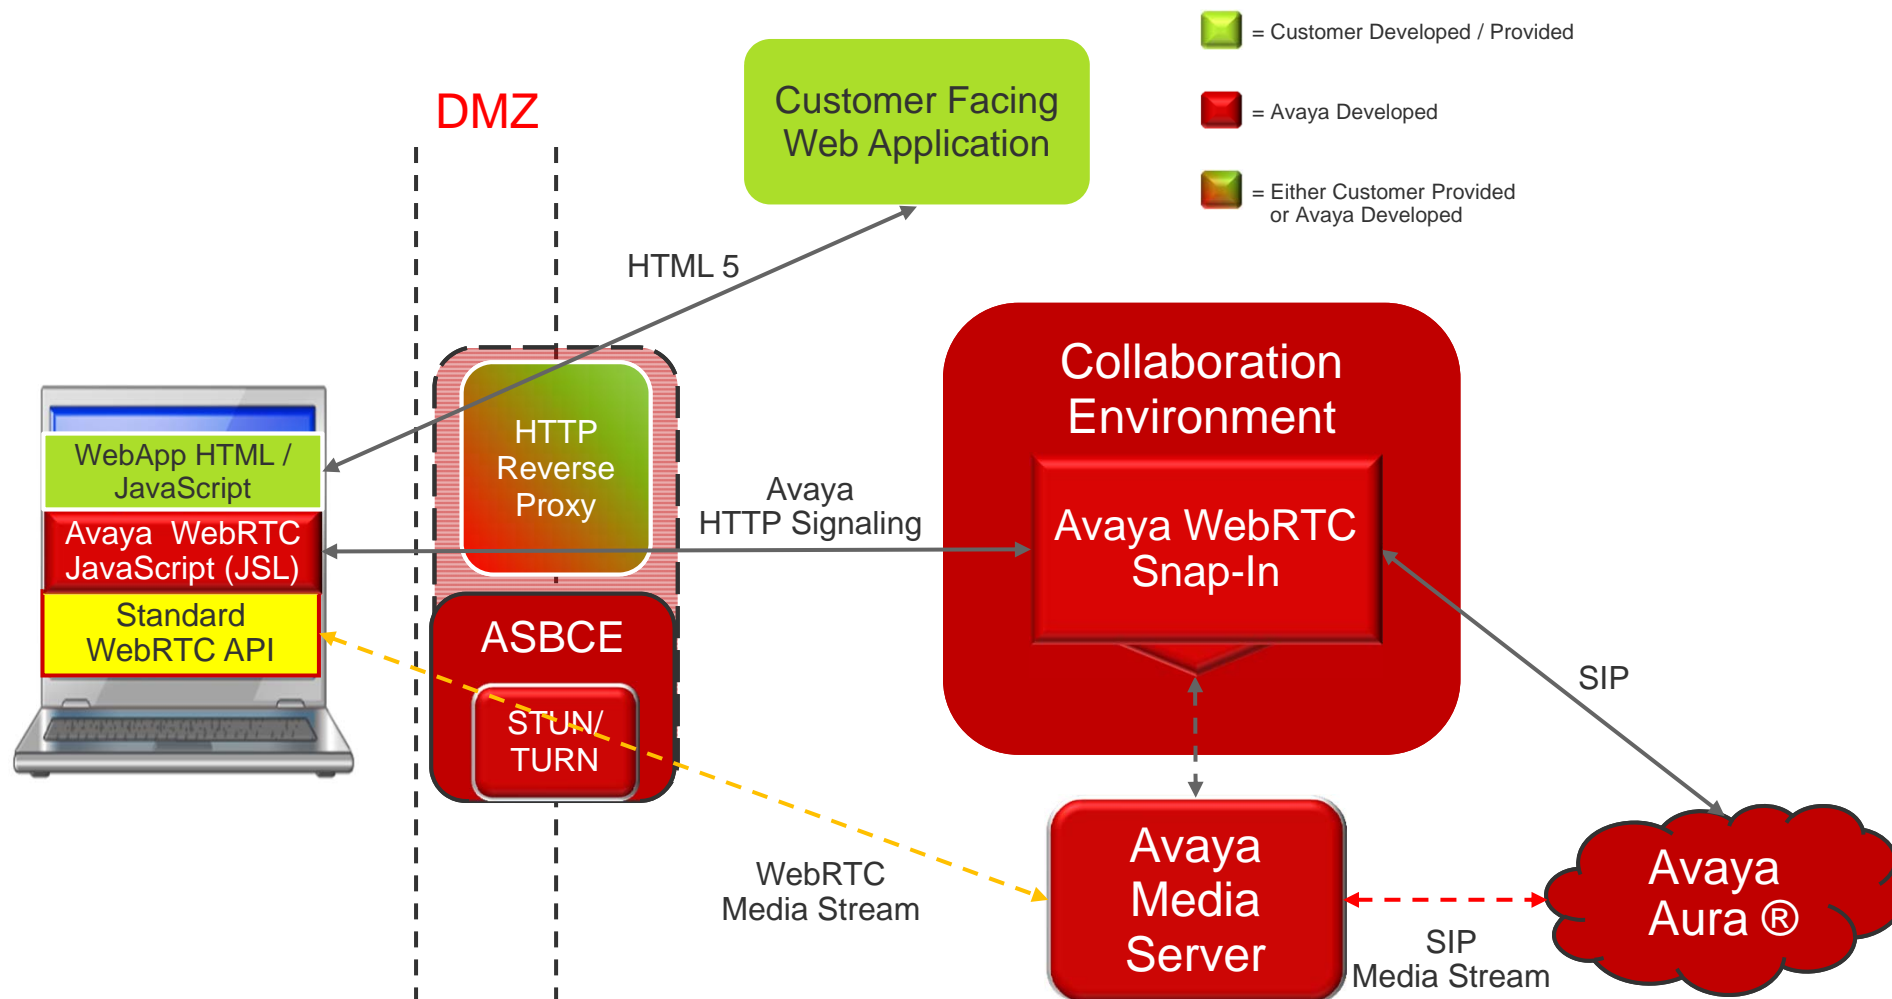 = Customer Developed / Provided
= Avaya Developed
= Either Customer Provided
or Avaya Developed
DMZ
Customer Facing
Web Application
HTML 5
WebApp HTML /
JavaScript
Avaya WebRTC
JavaScript (JSL)
Standard
WebRTC API
HTTP
Reverse
Proxy
ASBCE
STUN/
TURN
Avaya
HTTP Signaling
Collaboration
Environment
Avaya WebRTC
Snap-In
SIP
WebRTC
Media Stream
Avaya
Media
Server
SIP
Media Stream
Avaya
Aura ®